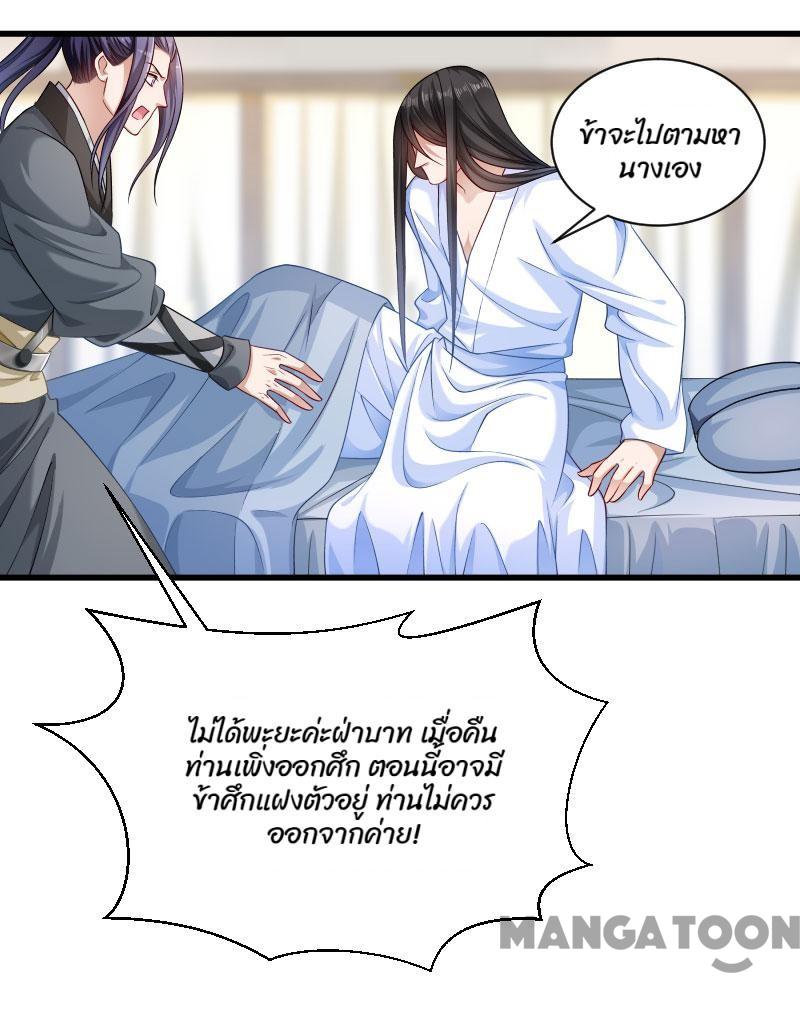 ข้าจะไปตามหา
นางเอง
ไม่ได้พะยะค่ะฝ่าบาท เมื่อคืน
ท่านเพิ่งออกศึก ตอนนี้อาจมี
ข้าศึกแฝงตัวอยู่ ท่านไม่ควร
ออกจากค่าย!
MANGATOON